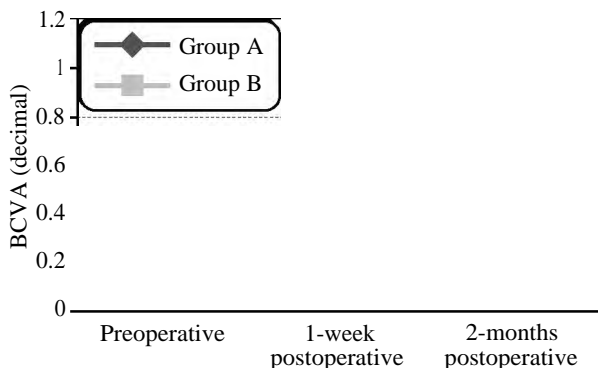 1.2
Group A
1
Group B
0.8
0.6
0.4
0.2
0
BCVA (decimal)
Preoperative
1-week
postoperative
2-months
postoperative